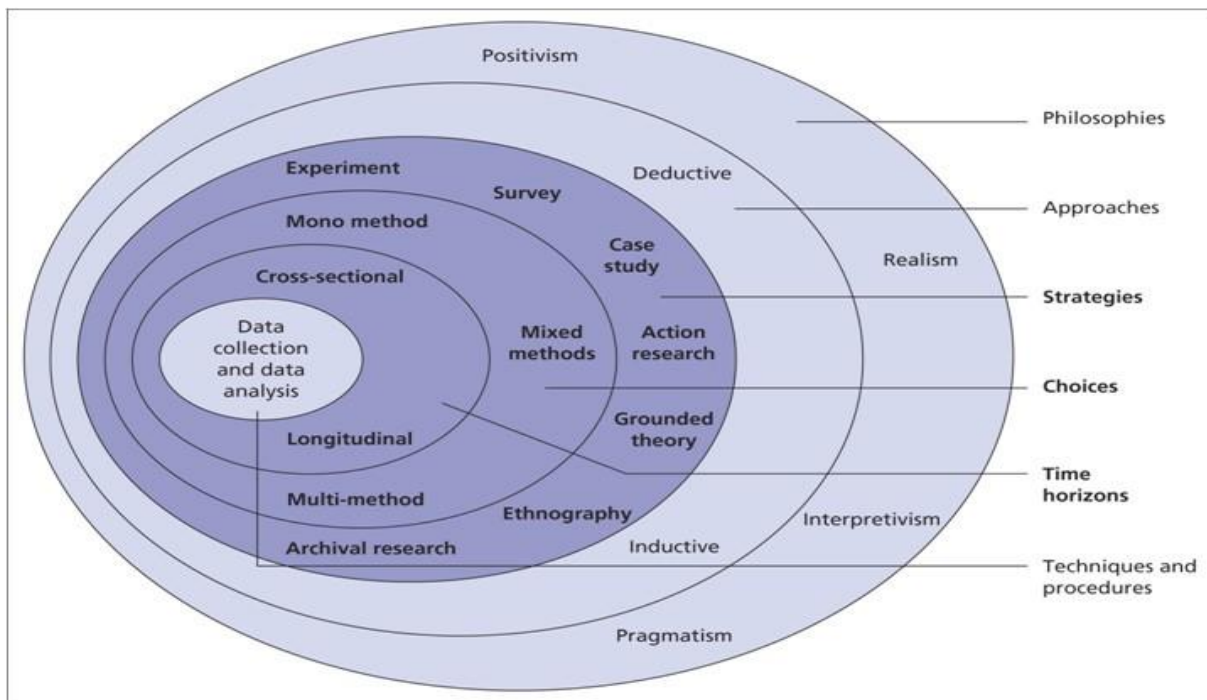 Positivism
Philosophies
Experiment
Deductive
Survey
Approaches
Mono method
Case
study
Realism
Cross-sectional
Strategies
Data
collection
and data
analysis
Mixed
methods
Action
research
Choices
Grounded
theory
Longitudinal
Time
horizons
Multi-method
Ethnography
Interpretivism
Archival research
Inductive
Techniques and
procedures
Pragmatism